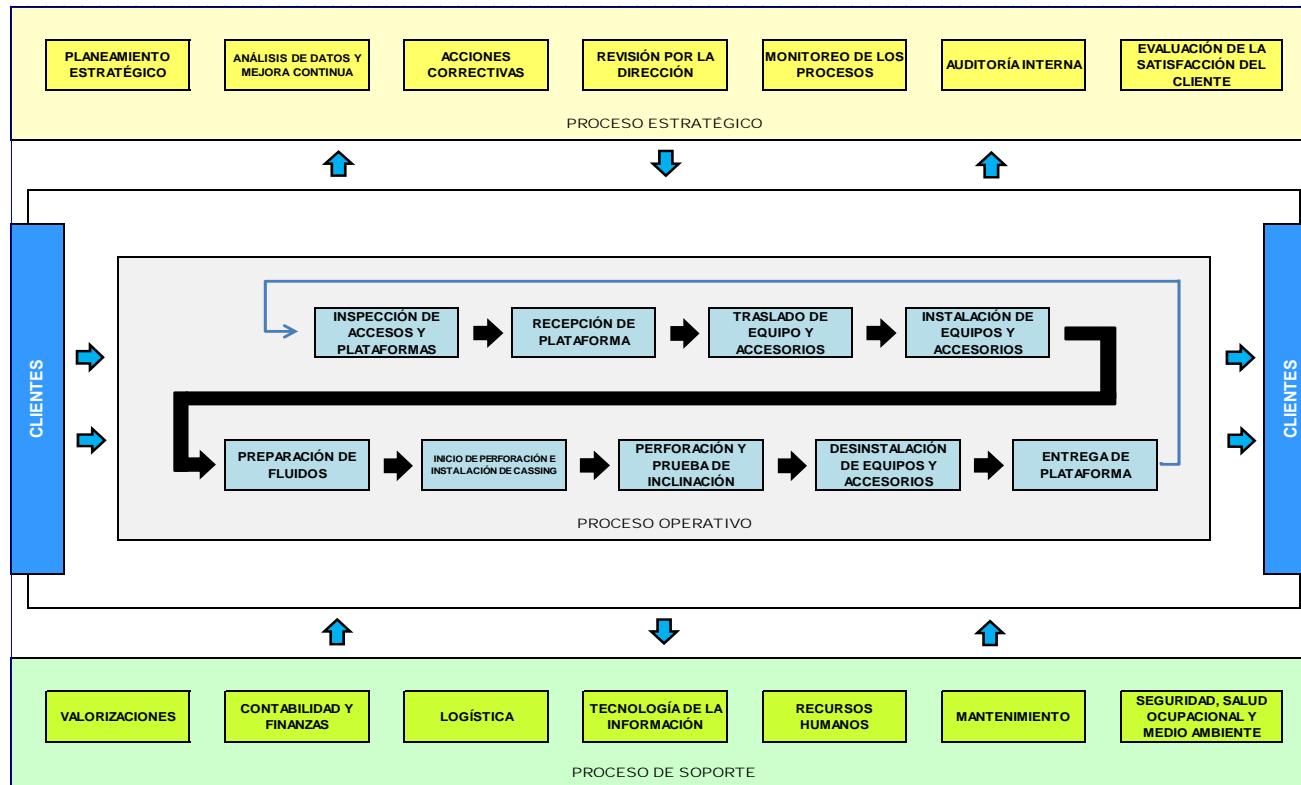 PLANEAMIENTO
ESTRATÉGICO
ANÁLISIS DE DATOS Y
MEJORA CONTINUA
ACCIONES
CORRECTIVAS
REVISIÓN POR LA
DIRECCIÓN
MONITOREO DE LOS
PROCESOS
AUDITORÍA INTERNA
EVALUACIÓN DE LA
SATISFACCIÓN DEL
CLIENTE
PROCESO ESTRATÉGICO
CLIENTES
INSPECCIÓN DE
ACCESOS Y
PLATAFORMAS
RECEPCIÓN DE
PLATAFORMA
TRASLADO DE
EQUIPO Y
ACCESORIOS
INSTALACIÓN DE
EQUIPOS Y
ACCESORIOS
PREPARACIÓN DE
FLUIDOS
INICIO DE PERFORACIÓN E
INSTALACIÓN DE CASSING
PERFORACIÓN Y
PRUEBA DE
INCLINACIÓN
DESINSTALACIÓN
DE EQUIPOS Y
ACCESORIOS
ENTREGA DE
PLATAFORMA
PROCESO OPERATIVO
CLIENTES
VALORIZACIONES
CONTABILIDAD Y
FINANZAS
LOGÍSTICA
TECNOLOGÍA DE LA
INFORMACIÓN
RECURSOS
HUMANOS
MANTENIMIENTO
SEGURIDAD, SALUD
OCUPACIONAL Y
MEDIO AMBIENTE
PROCESO DE SOPORTE